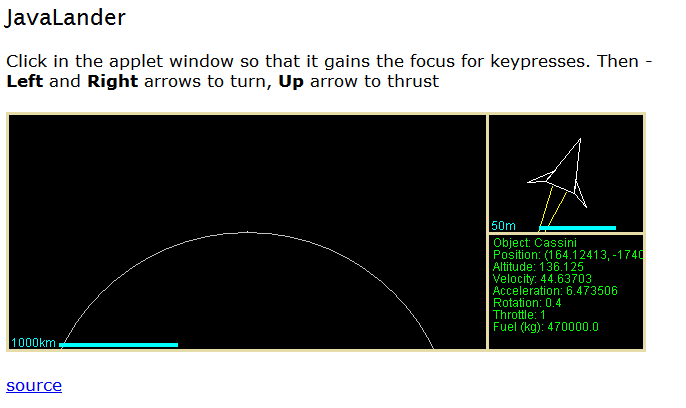 JavaLander
Click in the applet window so that it gains the focus for keypresses. Then -
Left and Right arrows to turn, Up arrow to thrust
50m
Object: Cassini
Position: (164.12413, -1740
Altitude: 136.125
Velocity: 44.63703
Acceleration: 6.473506
Rotation: 0.4
Throttle: 1
Fuel (kg): 470000.0
1000km
source